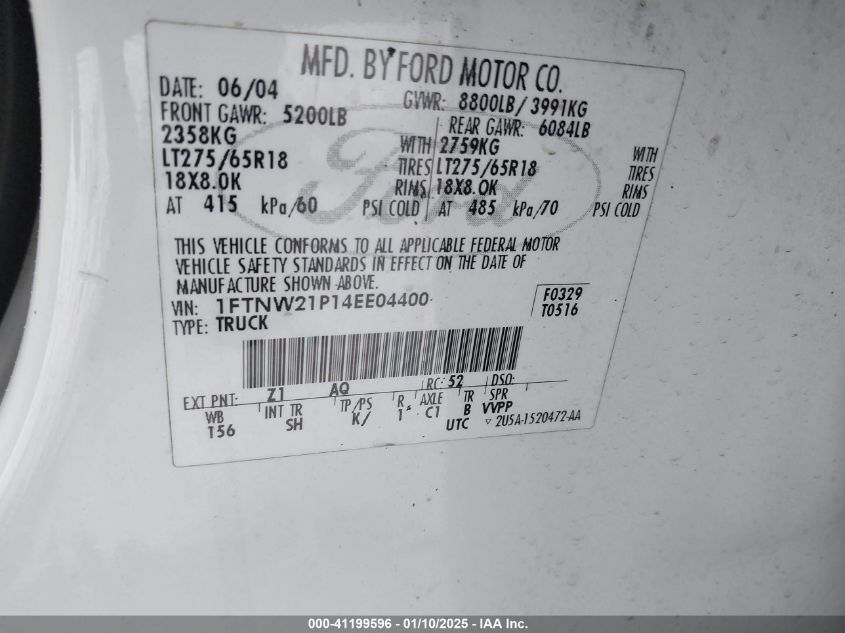 MFD. BY FORD MOTOR CO.
DATE: 06/04 GVWR: 8800LB/ 3991KG
FRONT GAWR: 5200LB REAR GAWR: 6084LB
2358KG WITH 2759KG WITH
LT275/65R18 TIRES LT275/65R18 TIRES
18X8.0K RIMS 18X8.0K RIMS
AT 415 kPa/60 PSI COLD AT 485 kPa/70 PSI COLD
Ford
THIS VEHICLE CONFORMS TO ALL APPLICABLE FEDERAL MOTOR
VEHICLE SAFETY STANDARDS IN EFFECT ON THE DATE OF
MANUFACTURE SHOWN ABOVE.
VIN: 1FTNW21P14EE04400 F0329
TYPE: TRUCK T0516
EXT PNT: Z1 AQ RC: 52 DSO:
WB INT TR TP/PS R AXLE TR SPR
T56 SH K/ 1 C1 B VVPP
UTC ▽ 2U5A-1520472-AA
000-41199596 - 01/10/2025 - IAA Inc.